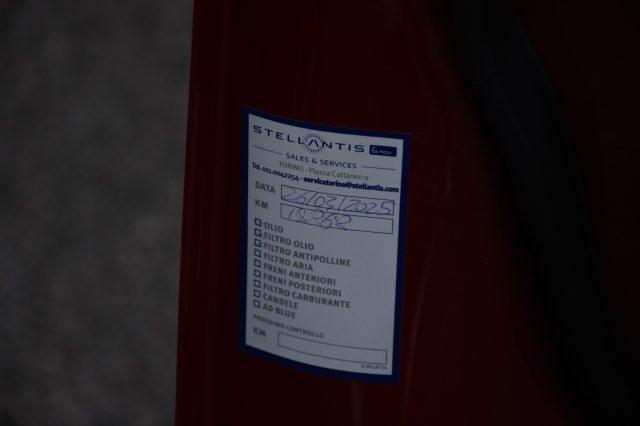 STELLANTIS & YOU
SALES & SERVICES
TORINO - Piazza Cattaneo 9
Tel. 011.0042254 - servicetorino@stellantis.com
DATA 26/03/2025
KM 18968
OLIO
FILTRO OLIO
FILTRO ANTIPOLLINE
FILTRO ARIA
FRENI ANTERIORI
FRENI POSTERIORI
FILTRO CARBURANTE
CANDELE
AD BLUE
PROSSIMO CONTROLLO
KM
WÜRTH